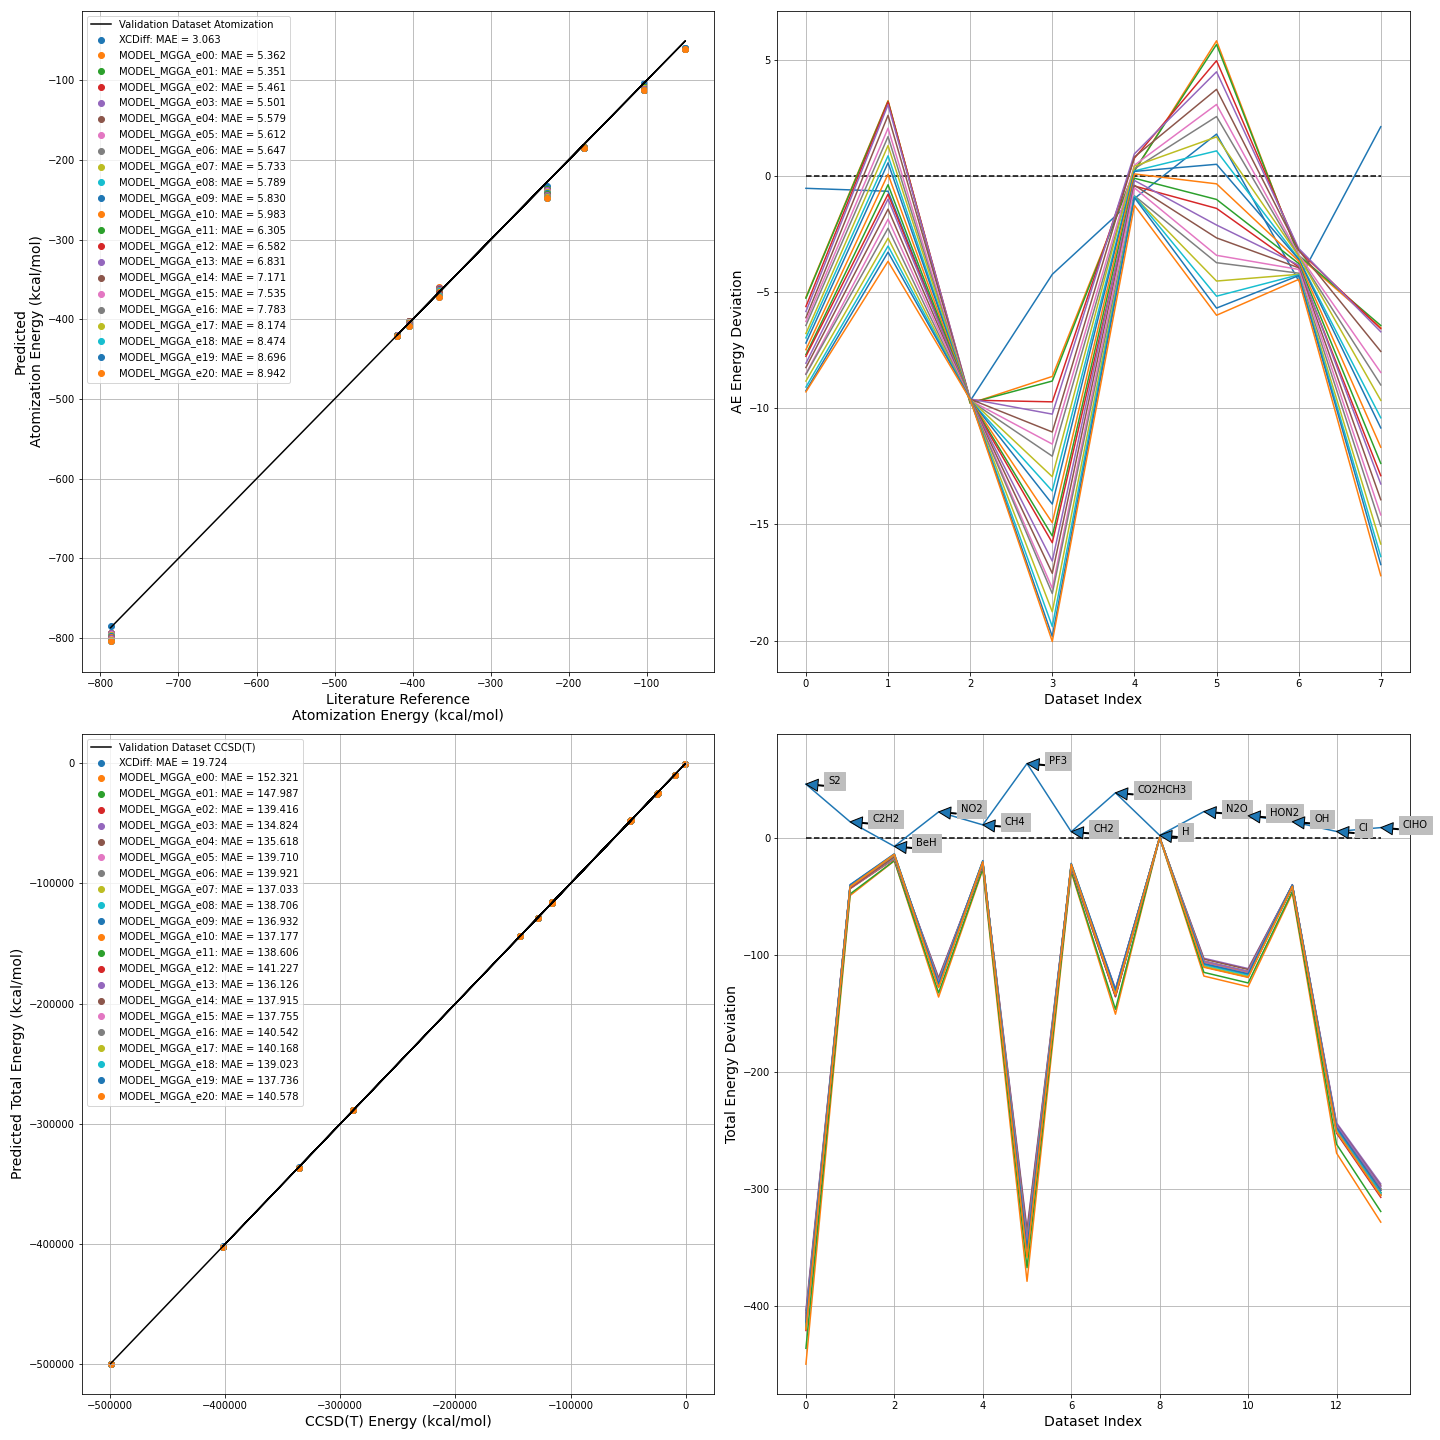 Validation Dataset Atomization
XCDiff: MAE = 3.063
MODEL_MGGA_e00: MAE = 5.362
MODEL_MGGA_e01: MAE = 5.351
MODEL_MGGA_e02: MAE = 5.461
MODEL_MGGA_e03: MAE = 5.501
MODEL_MGGA_e04: MAE = 5.579
MODEL_MGGA_e05: MAE = 5.612
MODEL_MGGA_e06: MAE = 5.647
MODEL_MGGA_e07: MAE = 5.733
MODEL_MGGA_e08: MAE = 5.789
MODEL_MGGA_e09: MAE = 5.830
MODEL_MGGA_e10: MAE = 5.983
MODEL_MGGA_e11: MAE = 6.305
MODEL_MGGA_e12: MAE = 6.582
MODEL_MGGA_e13: MAE = 6.831
MODEL_MGGA_e14: MAE = 7.171
MODEL_MGGA_e15: MAE = 7.535
MODEL_MGGA_e16: MAE = 7.783
MODEL_MGGA_e17: MAE = 8.174
MODEL_MGGA_e18: MAE = 8.474
MODEL_MGGA_e19: MAE = 8.696
MODEL_MGGA_e20: MAE = 8.942
−100
−200
−300
−400
−500
−600
−700
−800
Predicted
Atomization Energy (kcal/mol)
−800 −700 −600 −500 −400 −300 −200 −100
Literature Reference
Atomization Energy (kcal/mol)
5
0
−5
−10
−15
−20
AE Energy Deviation
0 1 2 3 4 5 6 7
Dataset Index
Validation Dataset CCSD(T)
XCDiff: MAE = 19.724
MODEL_MGGA_e00: MAE = 152.321
MODEL_MGGA_e01: MAE = 147.987
MODEL_MGGA_e02: MAE = 139.416
MODEL_MGGA_e03: MAE = 134.824
MODEL_MGGA_e04: MAE = 135.618
MODEL_MGGA_e05: MAE = 139.710
MODEL_MGGA_e06: MAE = 139.921
MODEL_MGGA_e07: MAE = 137.033
MODEL_MGGA_e08: MAE = 138.706
MODEL_MGGA_e09: MAE = 136.932
MODEL_MGGA_e10: MAE = 137.177
MODEL_MGGA_e11: MAE = 138.606
MODEL_MGGA_e12: MAE = 141.227
MODEL_MGGA_e13: MAE = 136.126
MODEL_MGGA_e14: MAE = 137.915
MODEL_MGGA_e15: MAE = 137.755
MODEL_MGGA_e16: MAE = 140.542
MODEL_MGGA_e17: MAE = 140.168
MODEL_MGGA_e18: MAE = 139.023
MODEL_MGGA_e19: MAE = 137.736
MODEL_MGGA_e20: MAE = 140.578
0
−100000
−200000
−300000
−400000
−500000
Predicted Total Energy (kcal/mol)
−500000 −400000 −300000 −200000 −100000 0
CCSD(T) Energy (kcal/mol)
S2
C2H2
BeH
NO2
CH4
PF3
CH2
CO2HCH3
H
N2O
HON2
OH
Cl
ClHO
0
−100
−200
−300
−400
Total Energy Deviation
0 2 4 6 8 10 12
Dataset Index